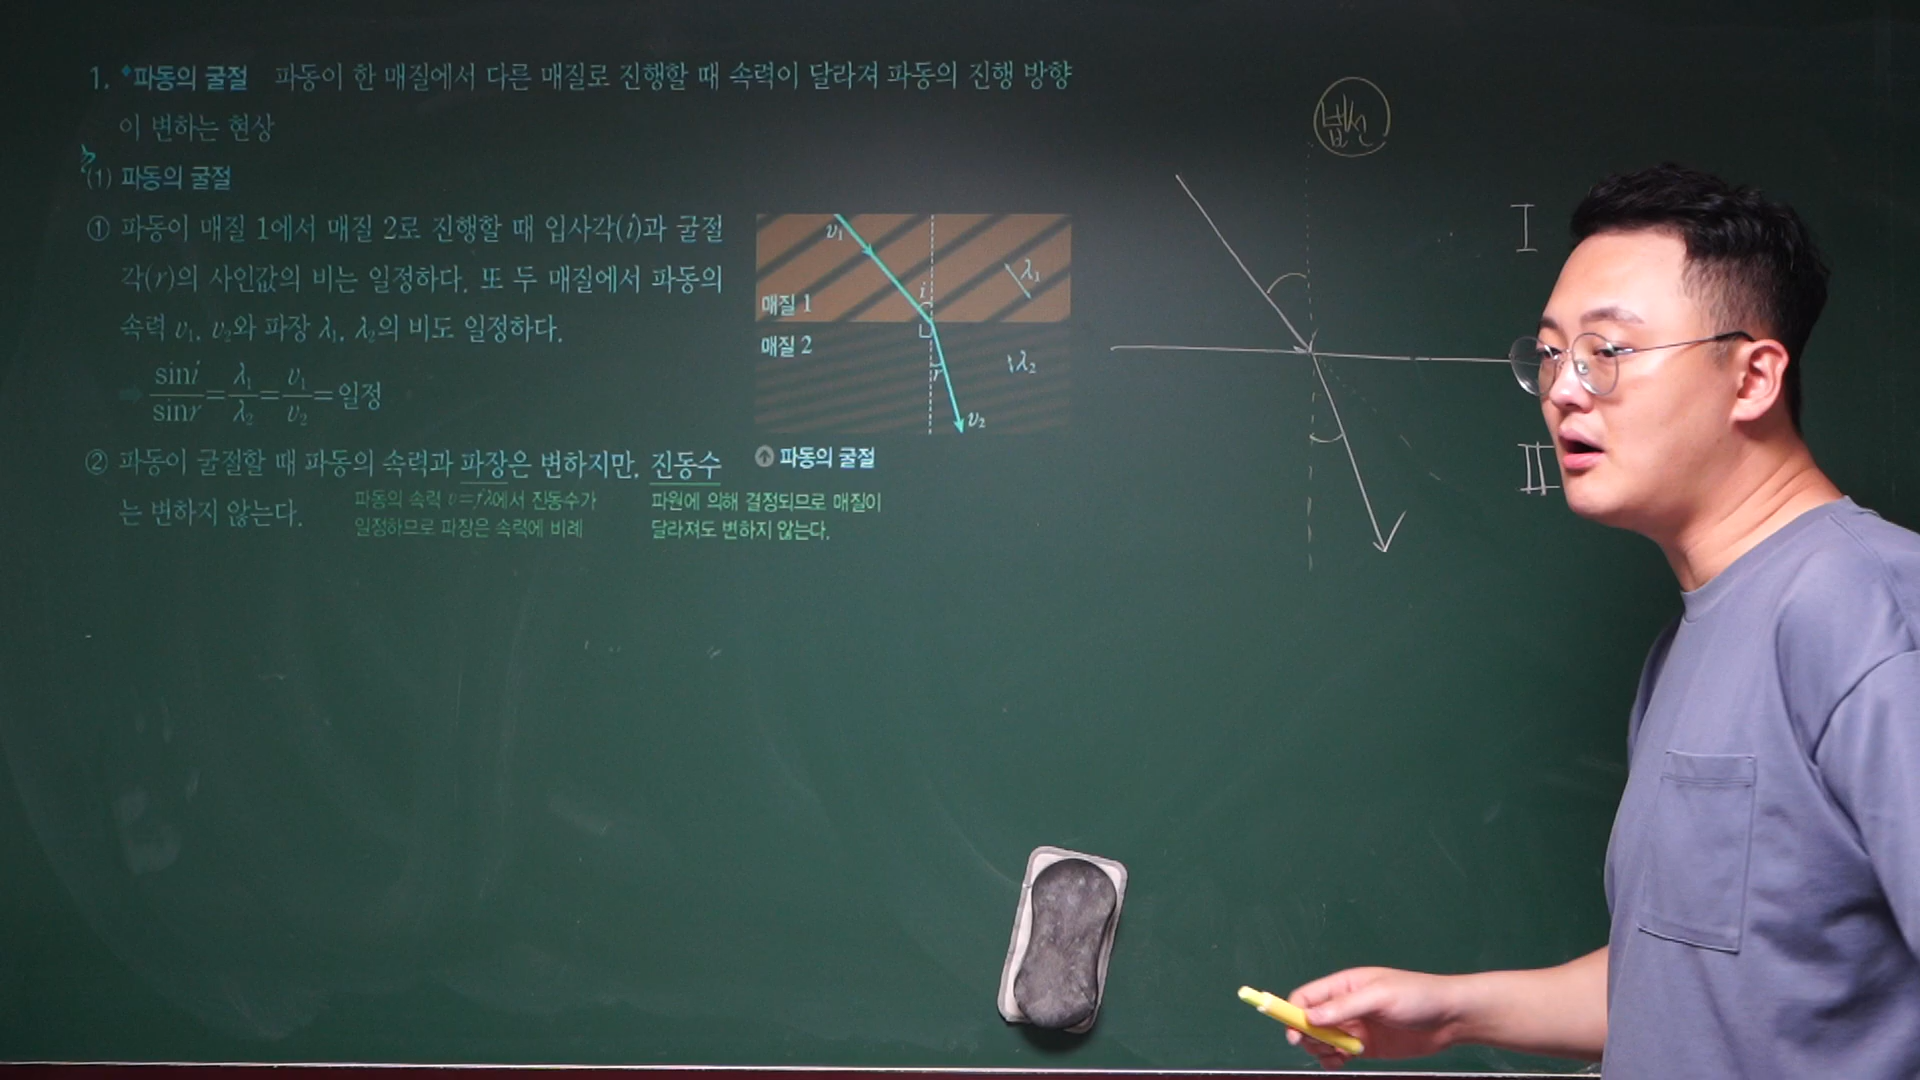 1. 파동의 굴절 파동이 한 매질에서 다른 매질로 진행할 때 속력이 달라져 파동의 진행 방향
이 변하는 현상
(1) 파동의 굴절
① 파동이 매질 1에서 매질 2로 진행할 때 입사각(i)과 굴절
각(r)의 사인값의 비는 일정하다. 또 두 매질에서 파동의
속력 v₁, v₂와 파장 λ₁, λ₂의 비도 일정하다.
➡ sini/sinr=λ₁/λ₂=v₁/v₂=일정
② 파동이 굴절할 때 파동의 속력과 파장은 변하지만, 진동수
는 변하지 않는다.
파동의 속력 v=fλ에서 진동수가
일정하므로 파장은 속력에 비례
파원에 의해 결정되므로 매질이
달라져도 변하지 않는다.
v₁
i
λ₁
매질 1
매질 2
r
λ₂
v₂
파동의 굴절
법선
I
II